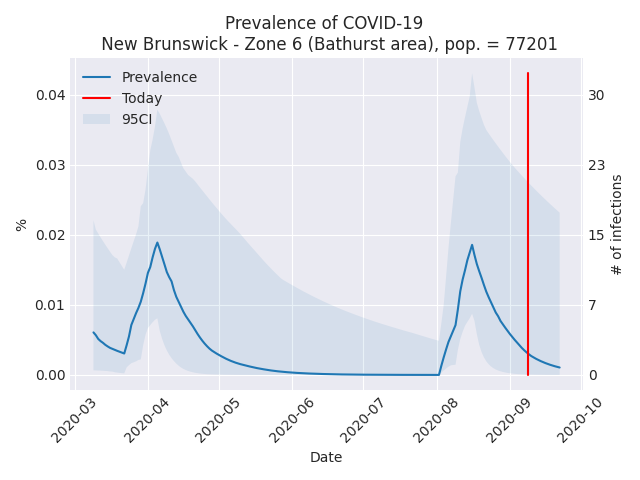 Prevalence of COVID-19
New Brunswick - Zone 6 (Bathurst area), pop. = 77201
Prevalence
Today
95CI
0.04
0.03
0.02
0.01
0.00
%
30
23
15
7
0
# of infections
2020-03
2020-04
2020-05
2020-06
2020-07
2020-08
2020-09
2020-10
Date